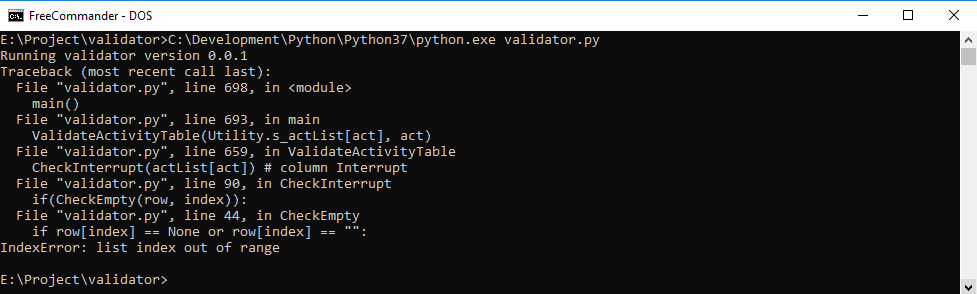 FreeCommander - DOS
E:\Project\validator>C:\Development\Python\Python37\python.exe validator.py
Running validator version 0.0.1
Traceback (most recent call last):
  File "validator.py", line 698, in <module>
    main()
  File "validator.py", line 693, in main
    ValidateActivityTable(Utility.s_actList[act], act)
  File "validator.py", line 659, in ValidateActivityTable
    CheckInterrupt(actList[act]) # column Interrupt
  File "validator.py", line 90, in CheckInterrupt
    if(CheckEmpty(row, index)):
  File "validator.py", line 44, in CheckEmpty
    if row[index] == None or row[index] == "":
IndexError: list index out of range
E:\Project\validator>